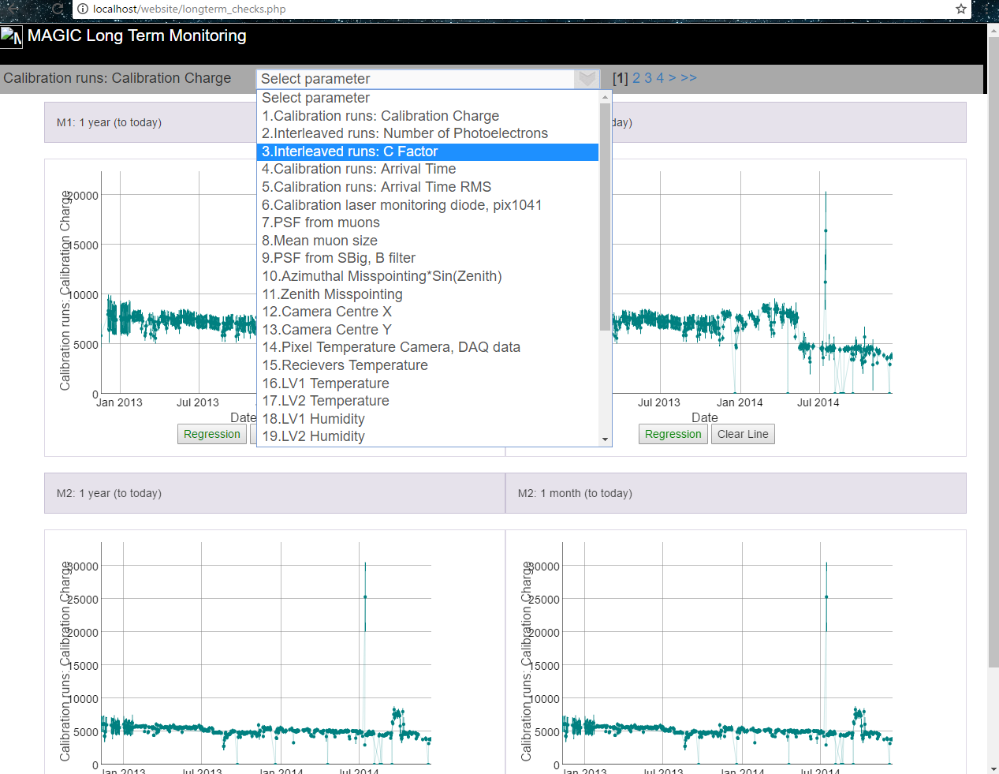 localhost/website/longterm_checks.php
MAGIC Long Term Monitoring
Calibration runs: Calibration Charge
Select parameter
[1] 2 3 4 > >>
Select parameter
1.Calibration runs: Calibration Charge
2.Interleaved runs: Number of Photoelectrons
3.Interleaved runs: C Factor
4.Calibration runs: Arrival Time
5.Calibration runs: Arrival Time RMS
6.Calibration laser monitoring diode, pix1041
7.PSF from muons
8.Mean muon size
9.PSF from SBig, B filter
10.Azimuthal Misspointing*Sin(Zenith)
11.Zenith Misspointing
12.Camera Centre X
13.Camera Centre Y
14.Pixel Temperature Camera, DAQ data
15.Recievers Temperature
16.LV1 Temperature
17.LV2 Temperature
18.LV1 Humidity
19.LV2 Humidity
M1: 1 year (to today)
day)
Calibration runs: Calibration Charge
20000
15000
10000
5000
0
Jan 2013
Jul 2013
Date
Regression
Jul 2013
Jan 2014
Jul 2014
Date
Regression
Clear Line
M2: 1 year (to today)
M2: 1 month (to today)
Calibration runs: Calibration Charge
30000
25000
20000
15000
10000
5000
0
Jan 2013
Jul 2013
Jan 2014
Jul 2014
Calibration runs: Calibration Charge
30000
25000
20000
15000
10000
5000
0
Jan 2013
Jul 2013
Jan 2014
Jul 2014